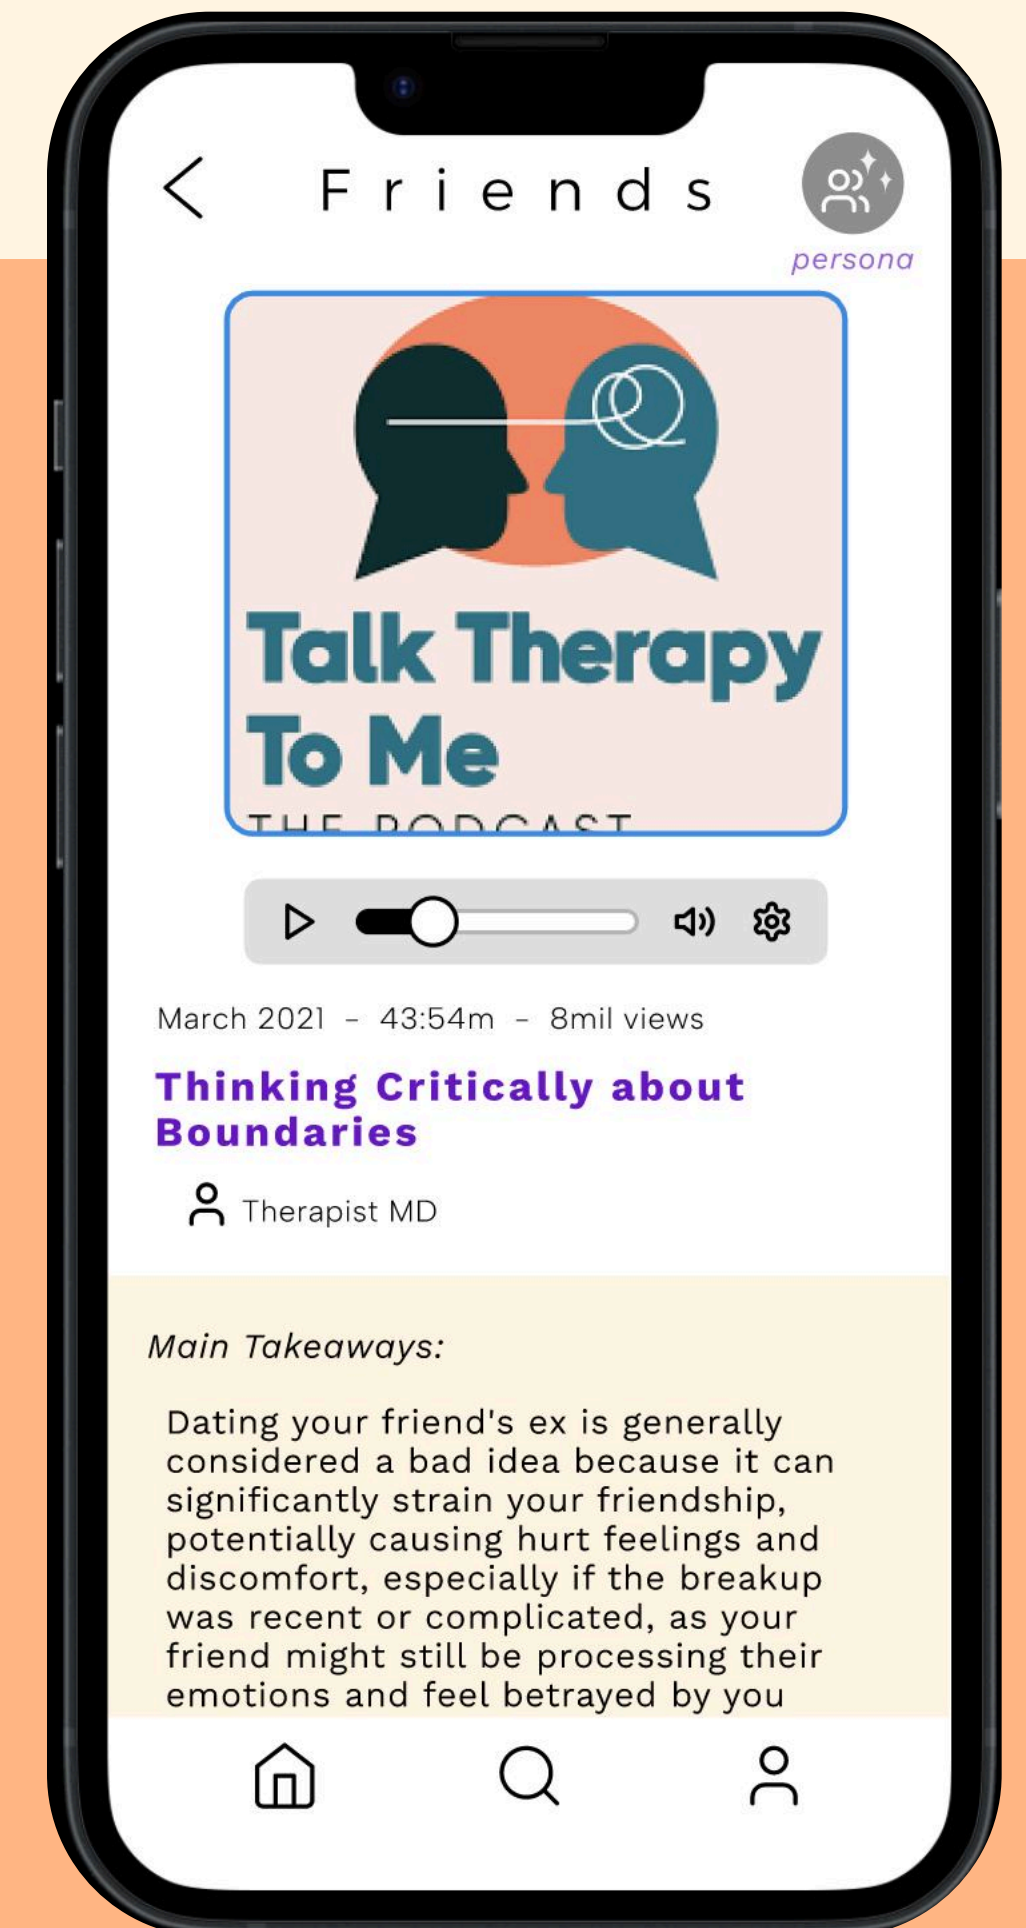 Friends
persona
Talk Therapy
To Me
THE PODCAST
March 2021 – 43:54m – 8mil views
Thinking Critically about
Boundaries
Therapist MD
Main Takeaways:
Dating your friend's ex is generally
considered a bad idea because it can
significantly strain your friendship,
potentially causing hurt feelings and
discomfort, especially if the breakup
was recent or complicated, as your
friend might still be processing their
emotions and feel betrayed by you